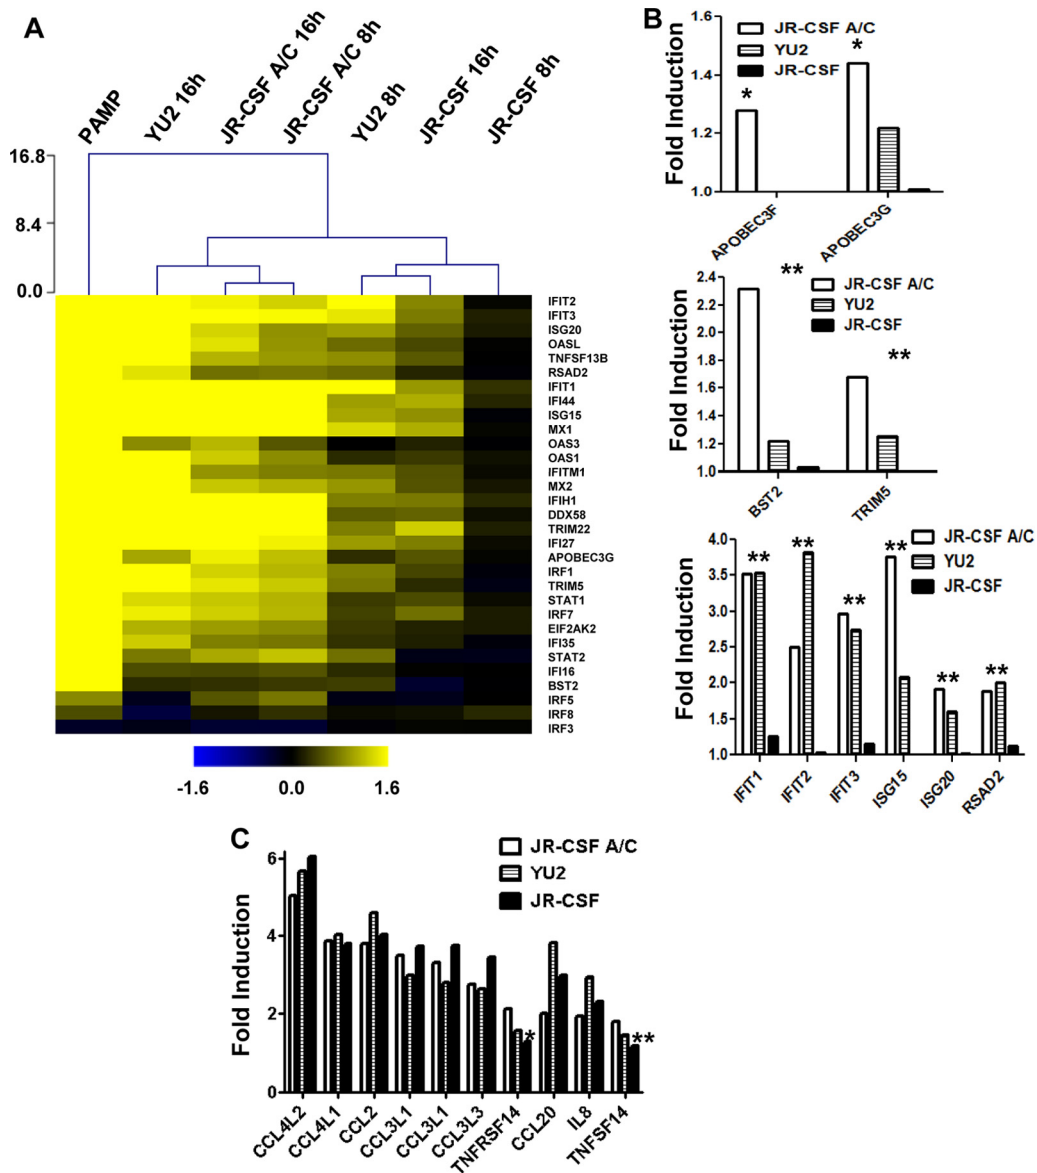 A
PAMP
YU2 16h
JR-CSF A/C 16h
JR-CSF A/C 8h
YU2 8h
JR-CSF 16h
JR-CSF 8h
16.8
8.4
0.0
IFIT2
IFIT3
ISG20
OASL
TNFSF13B
RSAD2
IFIT1
IFI44
ISG15
MX1
OAS3
OAS1
IFITM1
MX2
IFIH1
DDX58
TRIM22
IFI27
APOBEC3G
IRF1
TRIM5
STAT1
IRF7
EIF2AK2
IFI35
STAT2
IFI16
BST2
IRF5
IRF8
IRF3
-1.6 0.0 1.6
B
Fold Induction
1.6
1.4
1.2
1.0
JR-CSF A/C
YU2
JR-CSF
*
*
APOBEC3F
APOBEC3G
Fold Induction
2.4
2.2
2.0
1.8
1.6
1.4
1.2
1.0
**
JR-CSF A/C
YU2
JR-CSF
**
BST2
TRIM5
Fold Induction
4.0
3.5
3.0
2.5
2.0
1.5
1.0
JR-CSF A/C
YU2
JR-CSF
**
**
**
**
**
**
IFIT1
IFIT2
IFIT3
ISG15
ISG20
RSAD2
C
Fold Induction
6
4
2
0
JR-CSF A/C
YU2
JR-CSF
*
**
CCL4L2
CCL4L1
CCL2
CCL3L1
CCL3L1
CCL3L3
TNFRSF14
CCL20
IL8
TNFSF14